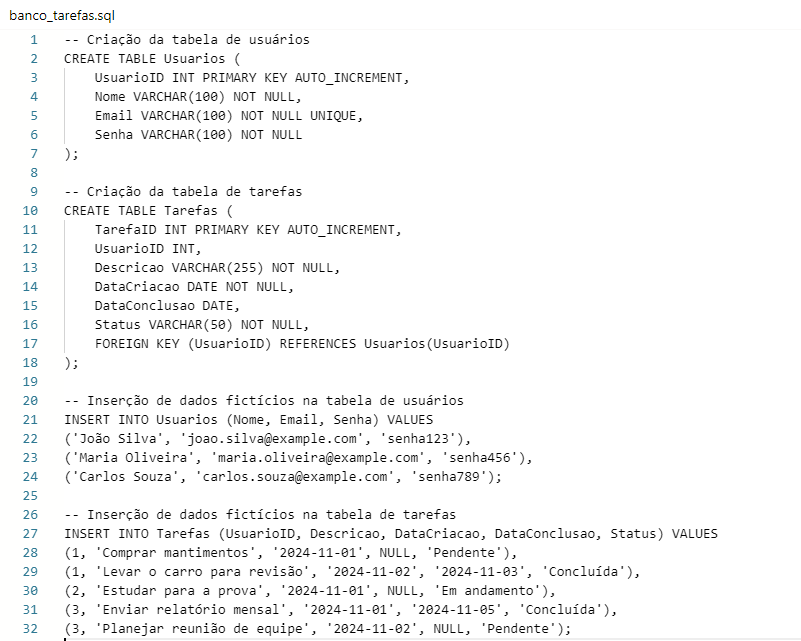 banco_tarefas.sql
1 -- Criação da tabela de usuários
2 CREATE TABLE Usuarios (
3 UsuarioID INT PRIMARY KEY AUTO_INCREMENT,
4 Nome VARCHAR(100) NOT NULL,
5 Email VARCHAR(100) NOT NULL UNIQUE,
6 Senha VARCHAR(100) NOT NULL
7 );
8
9 -- Criação da tabela de tarefas
10 CREATE TABLE Tarefas (
11 TarefaID INT PRIMARY KEY AUTO_INCREMENT,
12 UsuarioID INT,
13 Descricao VARCHAR(255) NOT NULL,
14 DataCriacao DATE NOT NULL,
15 DataConclusao DATE,
16 Status VARCHAR(50) NOT NULL,
17 FOREIGN KEY (UsuarioID) REFERENCES Usuarios(UsuarioID)
18 );
19
20 -- Inserção de dados fictícios na tabela de usuários
21 INSERT INTO Usuarios (Nome, Email, Senha) VALUES
22 ('João Silva', 'joao.silva@example.com', 'senha123'),
23 ('Maria Oliveira', 'maria.oliveira@example.com', 'senha456'),
24 ('Carlos Souza', 'carlos.souza@example.com', 'senha789');
25
26 -- Inserção de dados fictícios na tabela de tarefas
27 INSERT INTO Tarefas (UsuarioID, Descricao, DataCriacao, DataConclusao, Status) VALUES
28 (1, 'Comprar mantimentos', '2024-11-01', NULL, 'Pendente'),
29 (1, 'Levar o carro para revisão', '2024-11-02', '2024-11-03', 'Concluída'),
30 (2, 'Estudar para a prova', '2024-11-01', NULL, 'Em andamento'),
31 (3, 'Enviar relatório mensal', '2024-11-01', '2024-11-05', 'Concluída'),
32 (3, 'Planejar reunião de equipe', '2024-11-02', NULL, 'Pendente');